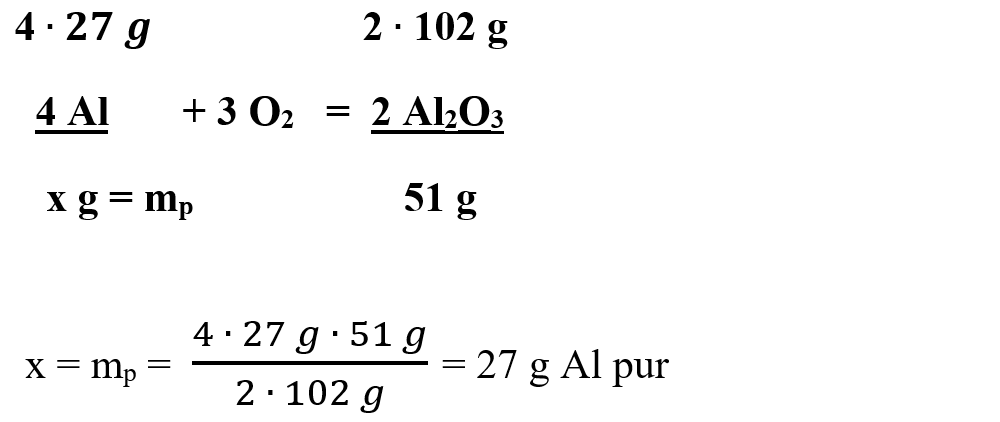 4 · 27 g 2 · 102 g
4 Al + 3 O₂ = 2 Al₂O₃
x g = mₚ 51 g
4 · 27 g · 51 g
x = mₚ = = 27 g Al pur
2 · 102 g